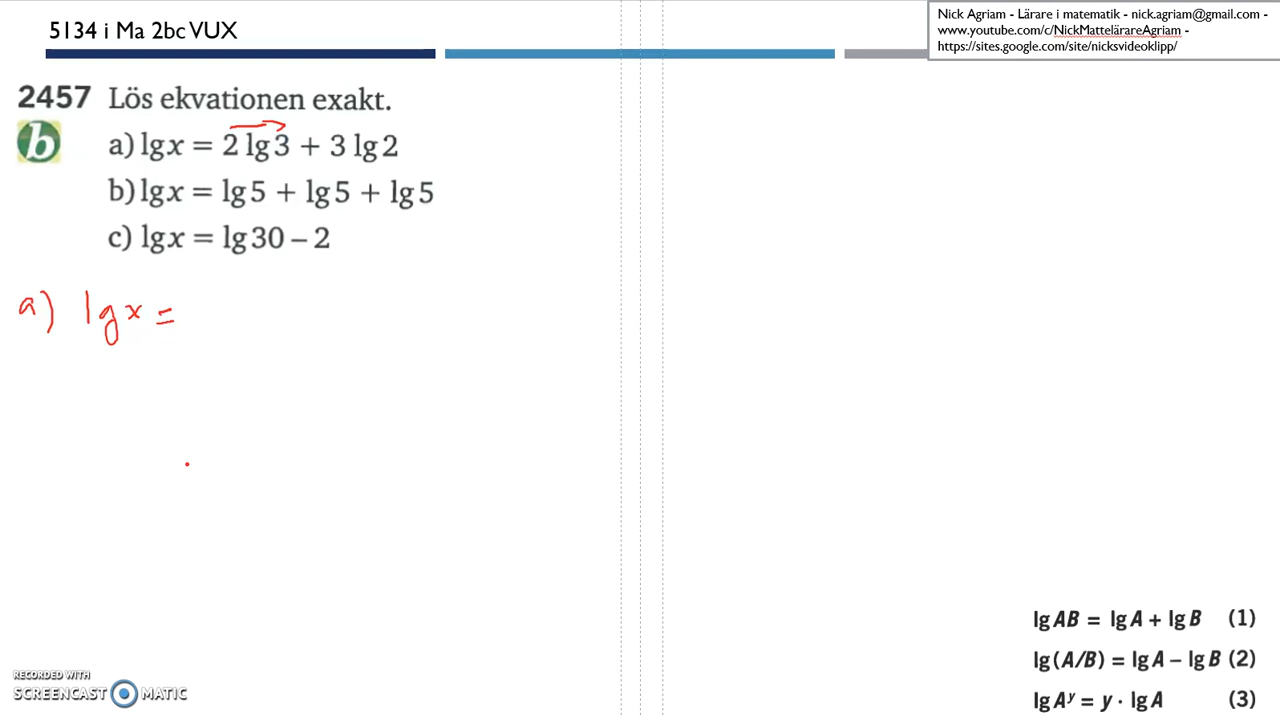 5134 i Ma 2bc VUX
Nick Agriam - Lärare i matematik - nick.agriam@gmail.com -
www.youtube.com/c/NickMattelärareAgriam -
https://sites.google.com/site/nicksvideoklipp/
2457 Lös ekvationen exakt.
b
a) lg x = 2 lg 3 + 3 lg 2
b) lg x = lg 5 + lg 5 + lg 5
c) lg x = lg 30 – 2
a) lg x =
lg AB = lg A + lg B (1)
lg (A/B) = lg A – lg B (2)
lg Aʸ = y · lg A (3)
RECORDED WITH
SCREENCAST MATIC